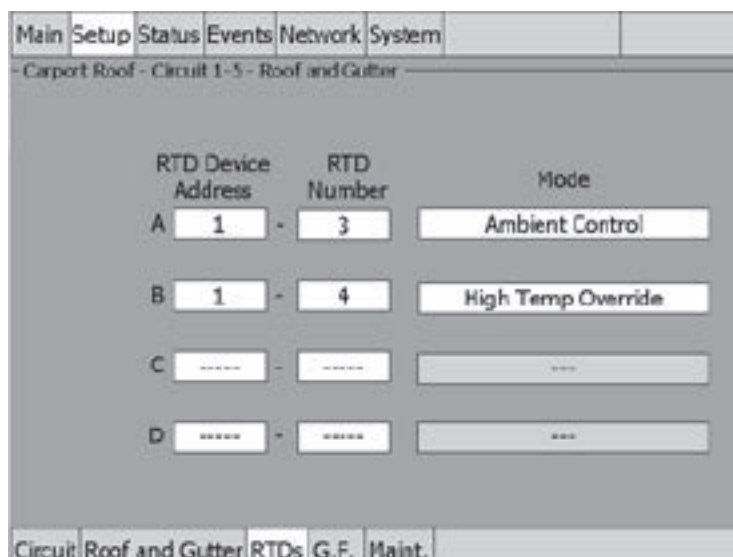 Main Setup Status Events Network System
Carport Roof - Circuit 1-5 - Roof and Gutter
RTD Device Address RTD Number Mode
A 1 - 3 Ambient Control
B 1 - 4 High Temp Override
C ----- - ----- ---
D ----- - ----- ---
Circuit Roof and Gutter RTDs G.F. Maint.